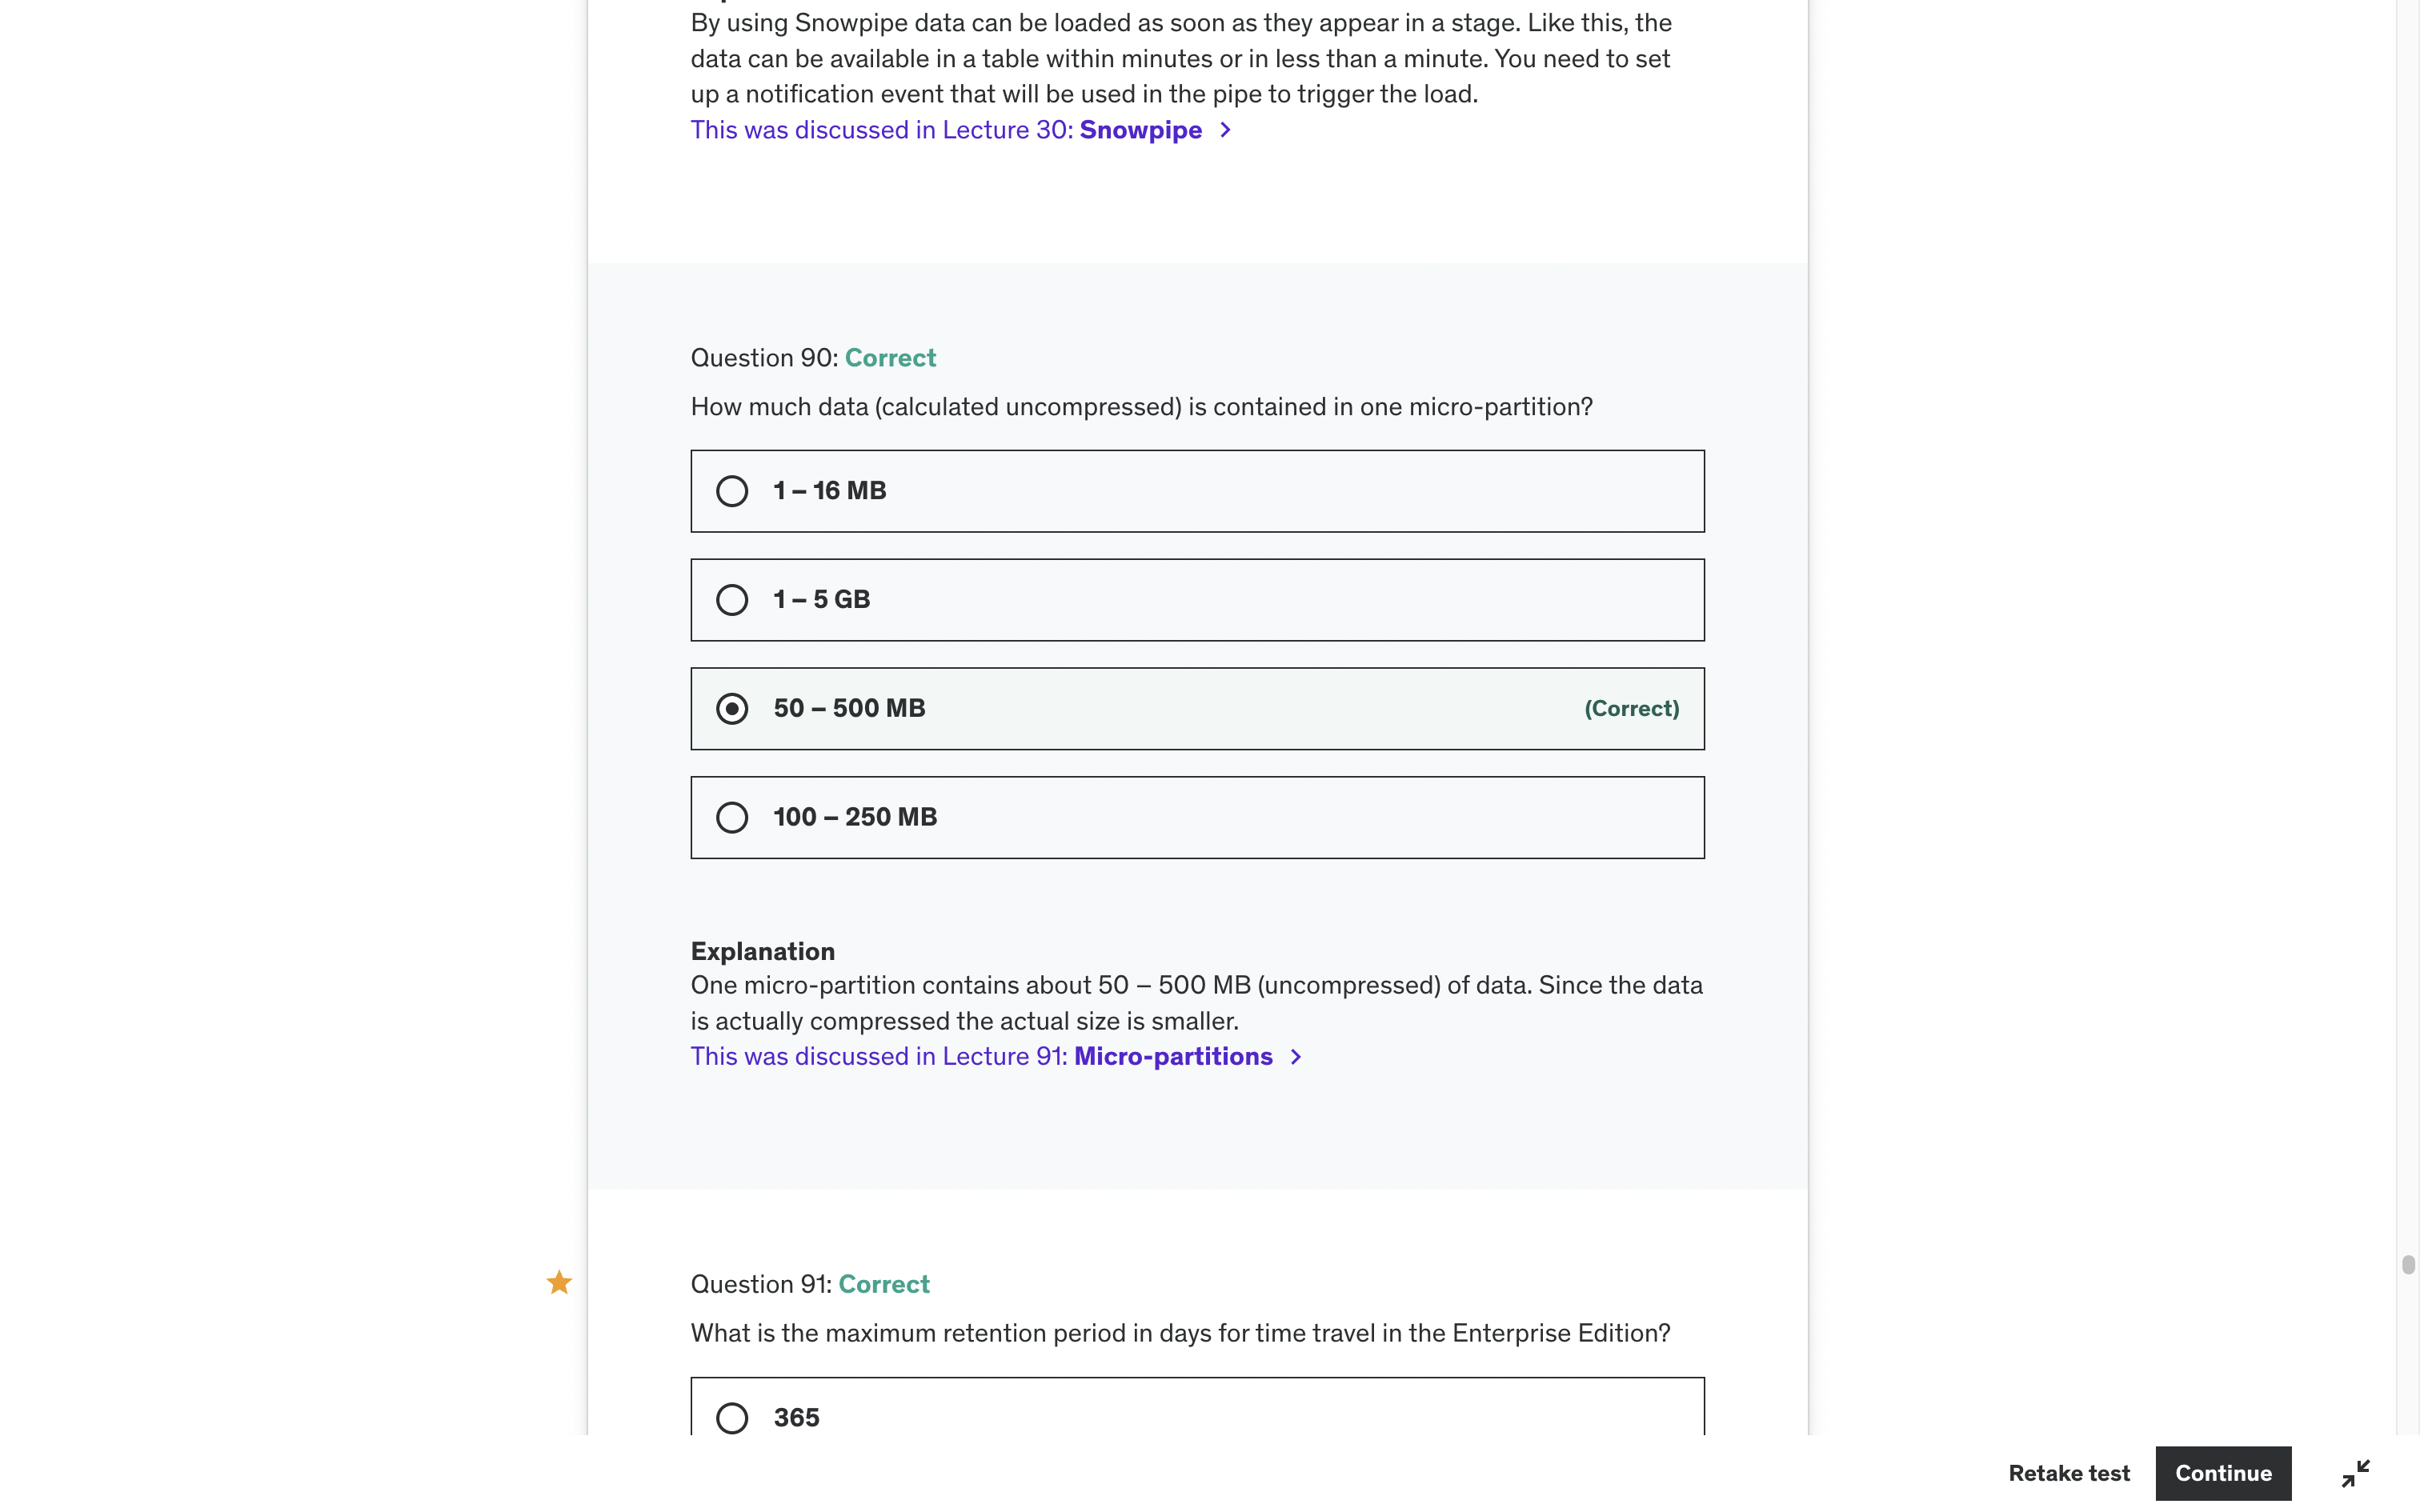 By using Snowpipe data can be loaded as soon as they appear in a stage. Like this, the
data can be available in a table within minutes or in less than a minute. You need to set
up a notification event that will be used in the pipe to trigger the load.
This was discussed in Lecture 30: Snowpipe
Question 90: Correct
How much data (calculated uncompressed) is contained in one micro-partition?
1 – 16 MB
1 – 5 GB
50 – 500 MB (Correct)
100 – 250 MB
Explanation
One micro-partition contains about 50 – 500 MB (uncompressed) of data. Since the data
is actually compressed the actual size is smaller.
This was discussed in Lecture 91: Micro-partitions
Question 91: Correct
What is the maximum retention period in days for time travel in the Enterprise Edition?
365
Retake test Continue